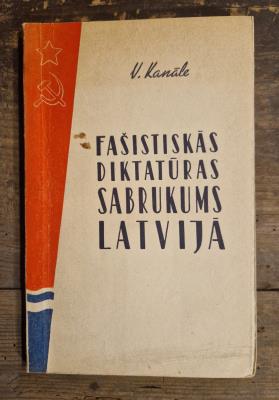 V. Kanāle
FAŠISTISKĀS
DIKTATŪRAS
SABRUKUMS
LATVIJĀ